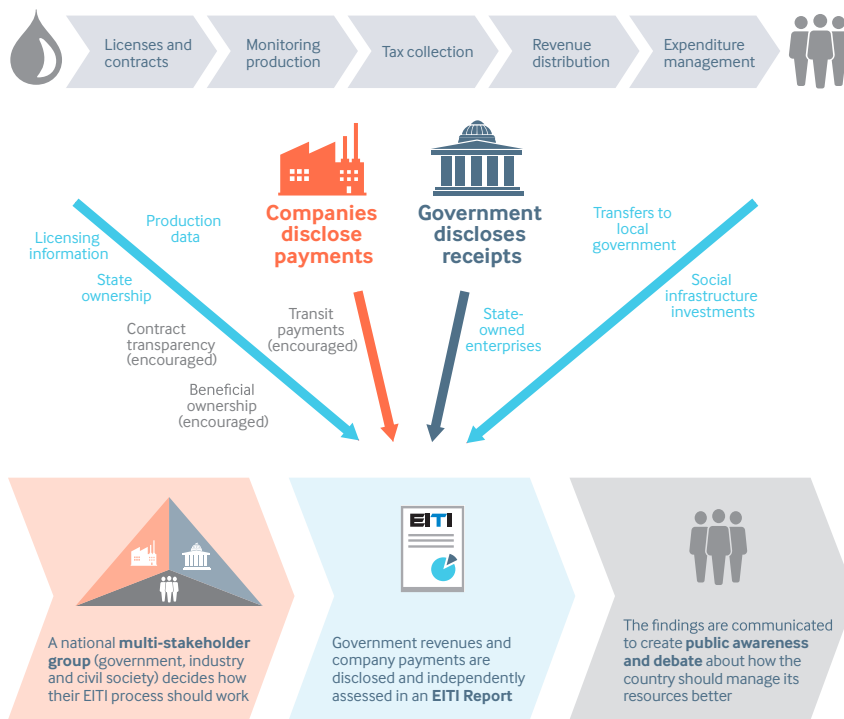 Licenses and
contracts
Monitoring
production
Tax collection
Revenue
distribution
Expenditure
management
Companies
disclose
payments
Government
discloses
receipts
Licensing
information
Production
data
State
ownership
Contract
transparency
(encouraged)
Beneficial
ownership
(encouraged)
Transit
payments
(encouraged)
State-
owned
enterprises
Transfers to
local
government
Social
infrastructure
investments
A national multi-stakeholder
group (government, industry
and civil society) decides how
their EITI process should work
EITI
Government revenues and
company payments are
disclosed and independently
assessed in an EITI Report
The findings are communicated
to create public awareness
and debate about how the
country should manage its
resources better